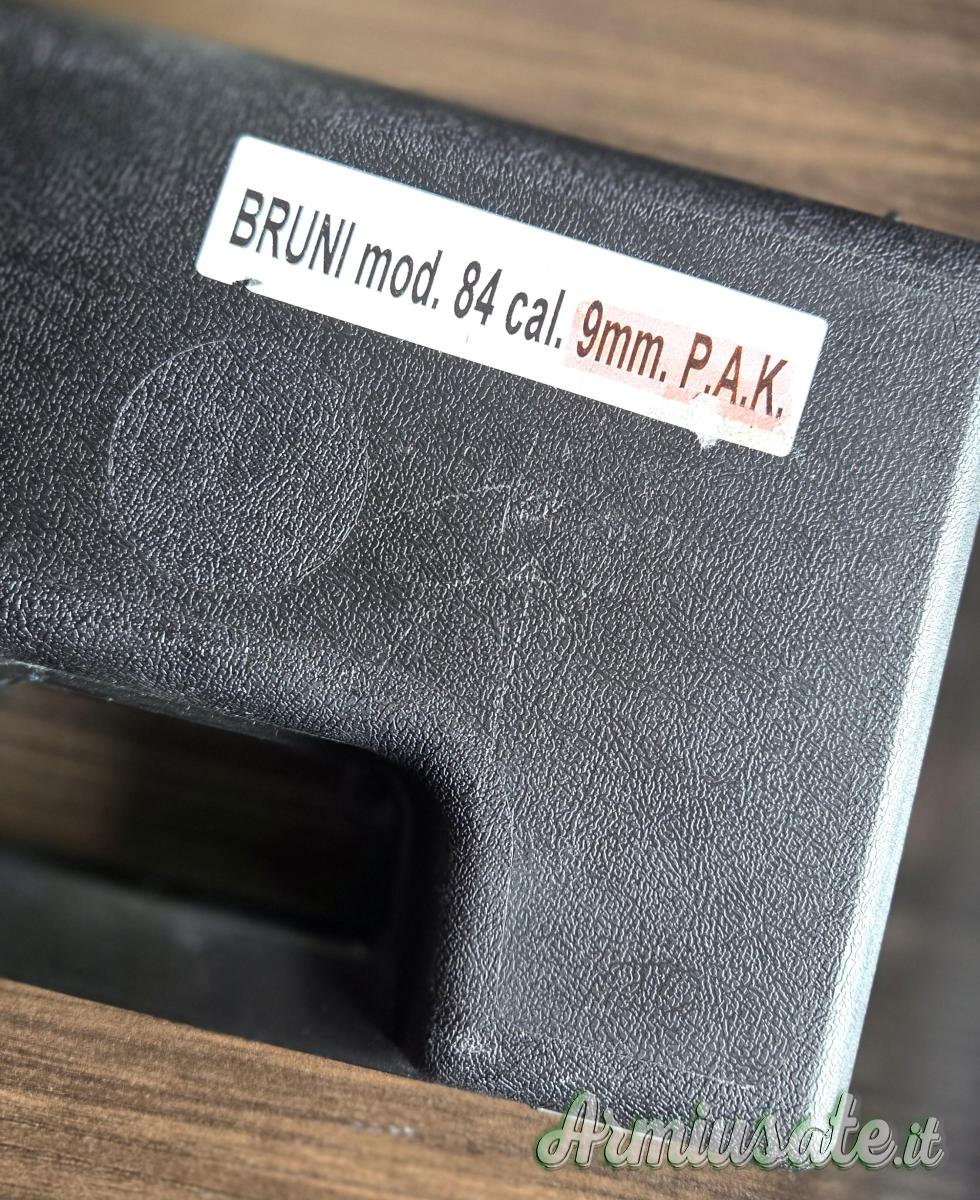 BRUNI mod. 84 cal. 9mm. P.A.K.
Armiusate.it